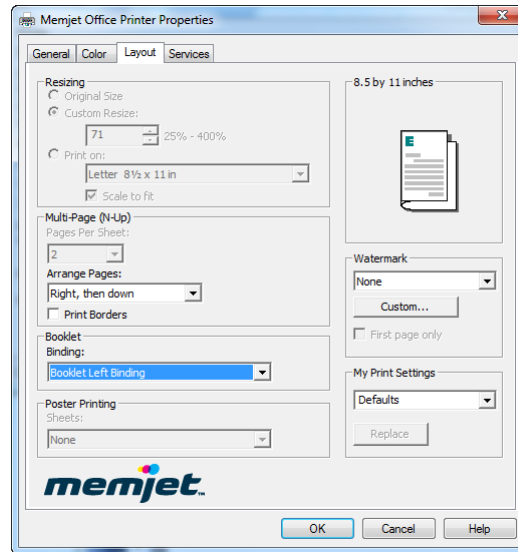 Memjet Office Printer Properties
General Color Layout Services
Resizing
Original Size
Custom Resize:
71 25% - 400%
Print on:
Letter 8½ x 11 in
Scale to fit
Multi-Page (N-Up)
Pages Per Sheet:
2
Arrange Pages:
Right, then down
Print Borders
Booklet
Binding:
Booklet Left Binding
Poster Printing
Sheets:
None
memjet™
8.5 by 11 inches
E
Watermark
None
Custom...
First page only
My Print Settings
Defaults
Replace
OK Cancel Help